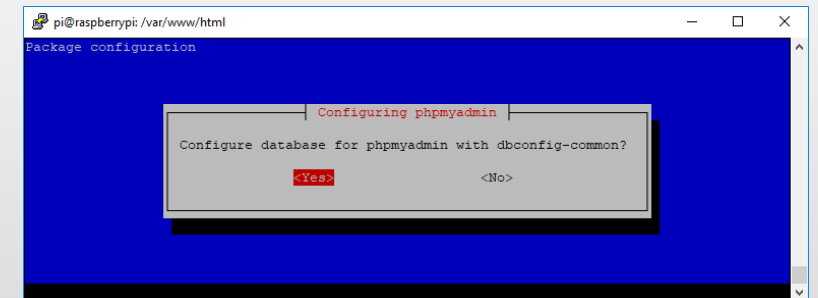 pi@raspberrypi: /var/www/html
Package configuration
Configuring phpmyadmin
Configure database for phpmyadmin with dbconfig-common?
<Yes> <No>